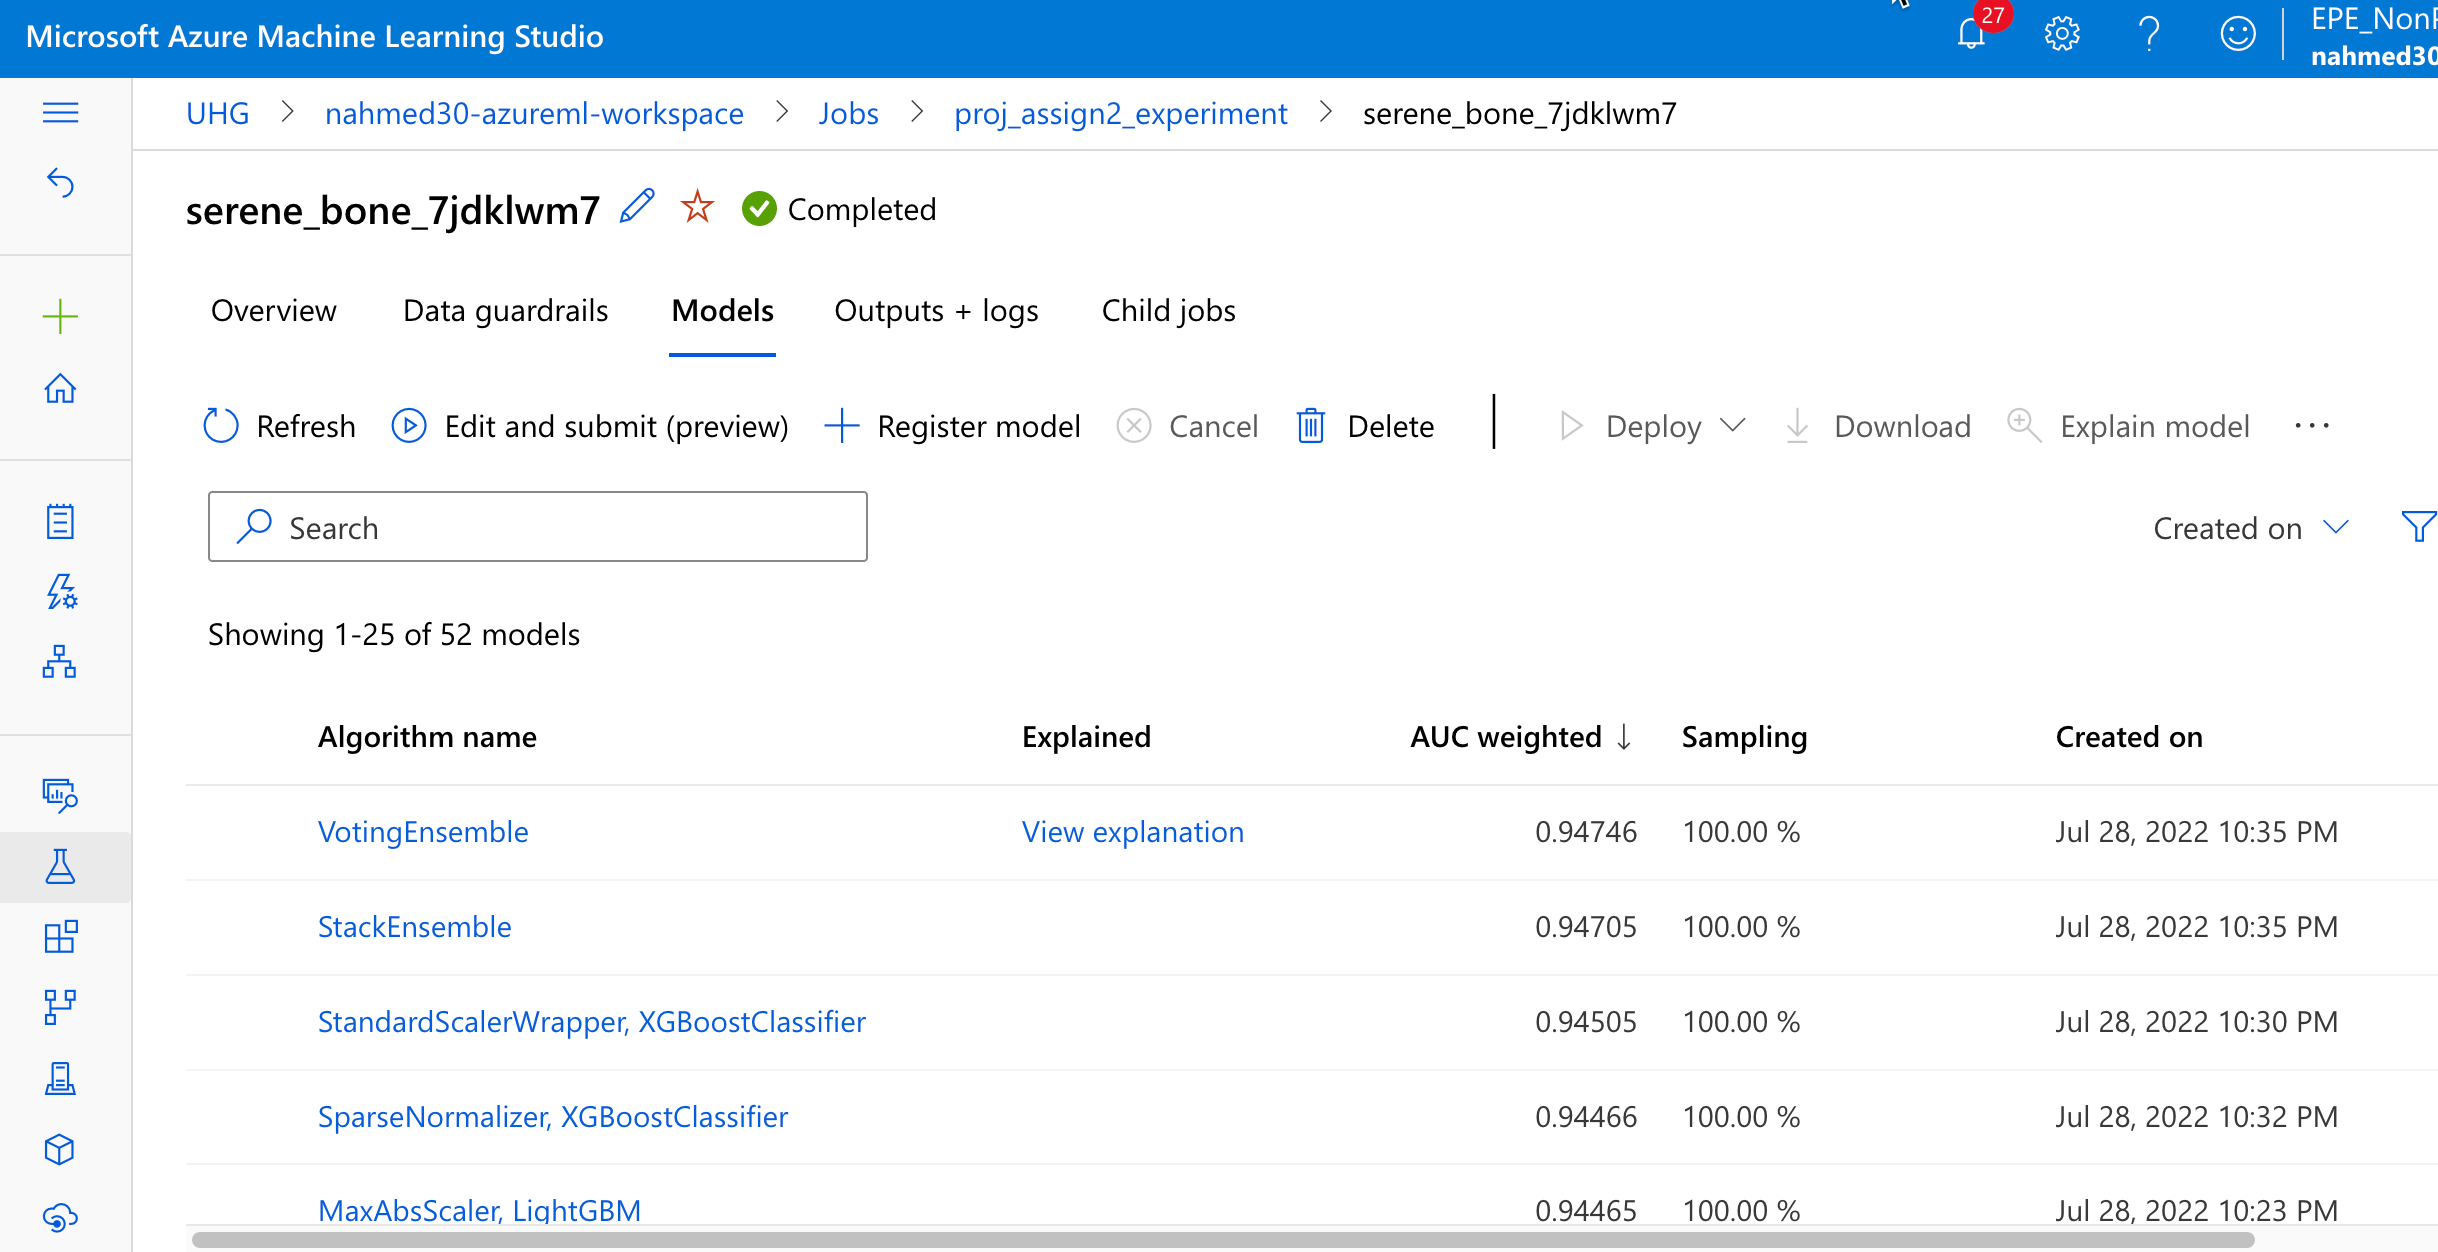 Microsoft Azure Machine Learning Studio
27
EPE_Non
nahmed30
UHG > nahmed30-azureml-workspace > Jobs > proj_assign2_experiment > serene_bone_7jdklwm7
serene_bone_7jdklwm7 Completed
Overview Data guardrails Models Outputs + logs Child jobs
Refresh Edit and submit (preview) Register model Cancel Delete Deploy Download Explain model ...
Search
Created on
Showing 1-25 of 52 models
Algorithm name Explained AUC weighted ↓ Sampling Created on
VotingEnsemble View explanation 0.94746 100.00 % Jul 28, 2022 10:35 PM
StackEnsemble 0.94705 100.00 % Jul 28, 2022 10:35 PM
StandardScalerWrapper, XGBoostClassifier 0.94505 100.00 % Jul 28, 2022 10:30 PM
SparseNormalizer, XGBoostClassifier 0.94466 100.00 % Jul 28, 2022 10:32 PM
MaxAbsScaler, LightGBM 0.94465 100.00 % Jul 28, 2022 10:23 PM